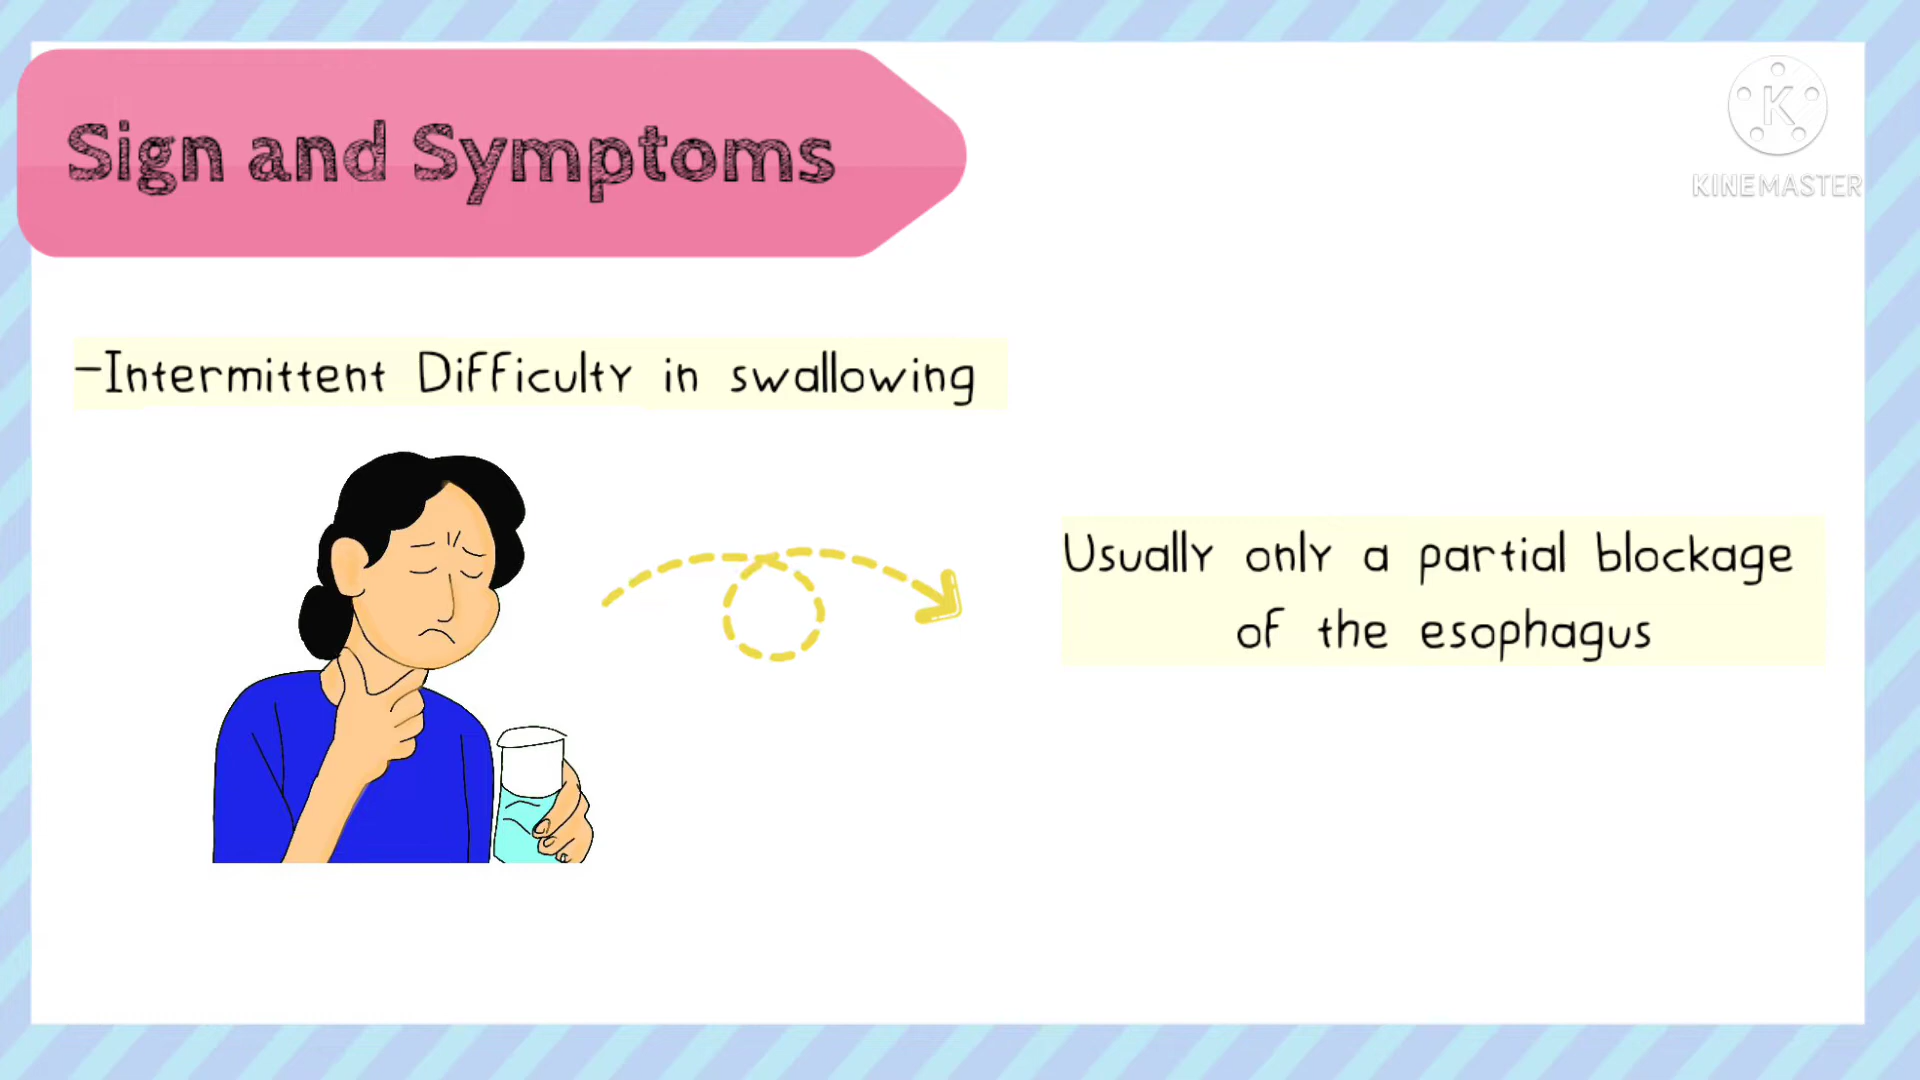 Sign and Symptoms
K
KINEMASTER
-Intermittent Difficulty in swallowing
Usually only a partial blockage
of the esophagus